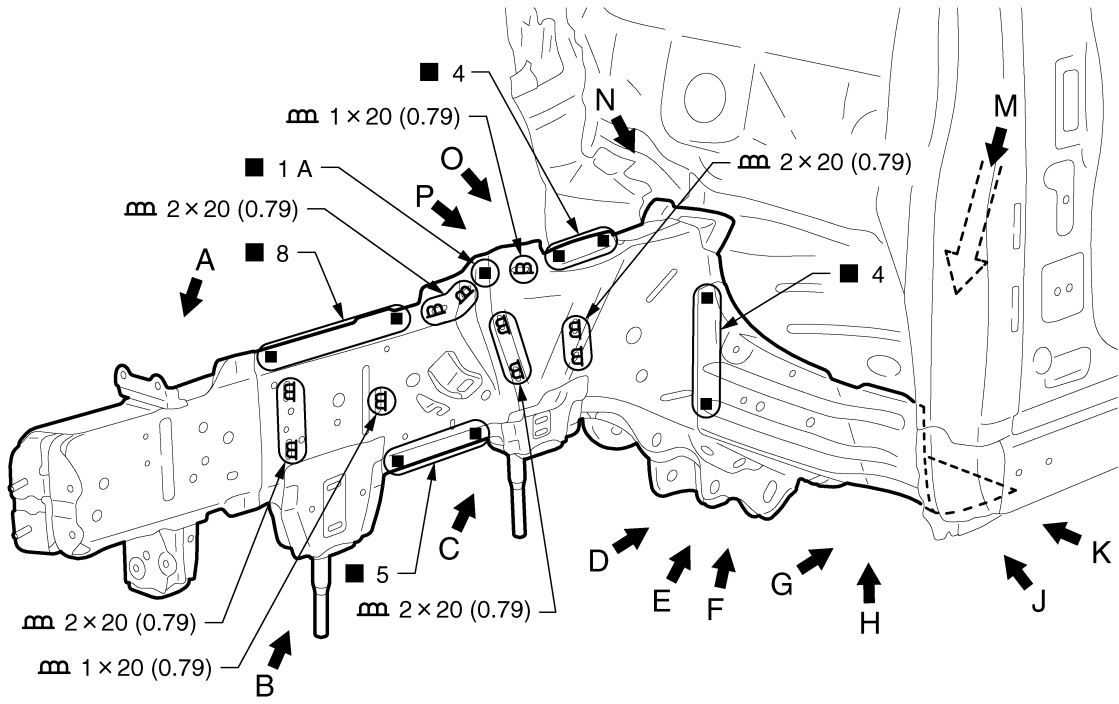 ■ 4
N
M
1×20 (0.79)
O
2×20 (0.79)
■ 1 A
P
2×20 (0.79)
■ 8
A
■ 4
C
D
K
■ 5
G
E
F
J
2×20 (0.79)
H
2×20 (0.79)
1×20 (0.79)
B